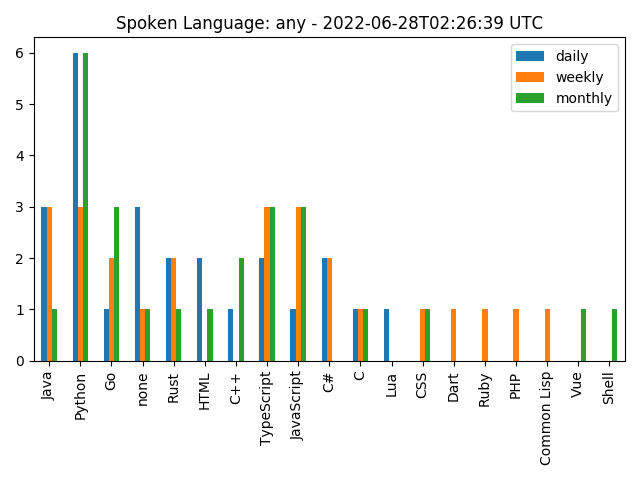 Spoken Language: any - 2022-06-28T02:26:39 UTC
daily
weekly
monthly
6
5
4
3
2
1
0
Java
Python
Go
none
Rust
HTML
C++
TypeScript
JavaScript
C#
C
Lua
CSS
Dart
Ruby
PHP
Common Lisp
Vue
Shell